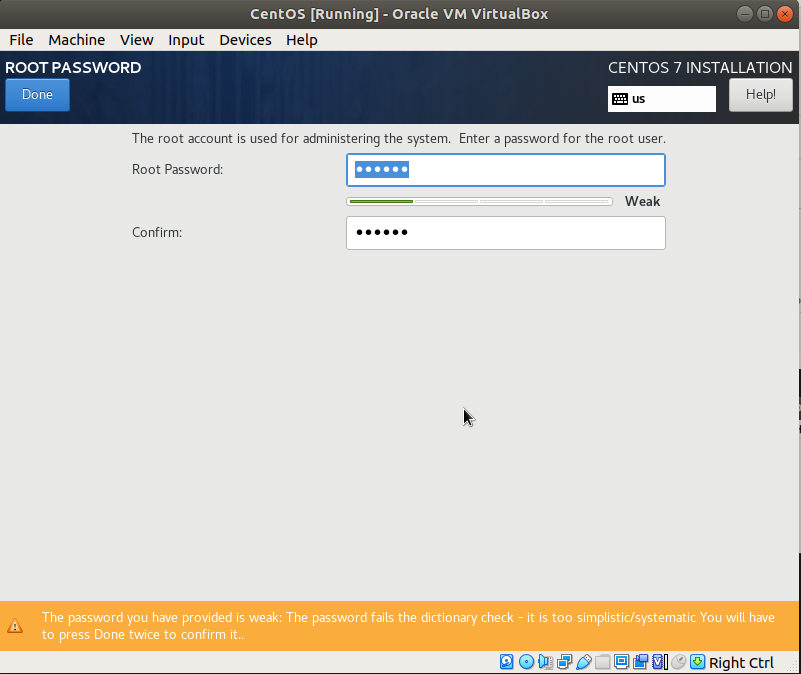 CentOS [Running] - Oracle VM VirtualBox
File Machine View Input Devices Help
ROOT PASSWORD
CENTOS 7 INSTALLATION
Done
us
Help!
The root account is used for administering the system. Enter a password for the root user.
Root Password:
••••••
Weak
Confirm:
••••••
The password you have provided is weak: The password fails the dictionary check - it is too simplistic/systematic You will have
to press Done twice to confirm it..
Right Ctrl